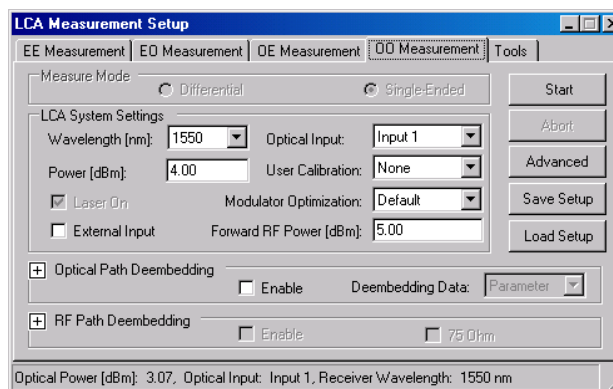 LCA Measurement Setup
EE Measurement EO Measurement OE Measurement OO Measurement Tools
Measure Mode
Differential Single-Ended Start
LCA System Settings
Abort
Wavelength [nm]: 1550 Optical Input: Input 1
Power [dBm]: 4.00 User Calibration: None Advanced
Laser On Modulator Optimization: Default Save Setup
External Input Forward RF Power [dBm]: 5.00 Load Setup
Optical Path Deembedding
Enable Deembedding Data: Parameter
RF Path Deembedding
Enable 75 Ohm
Optical Power [dBm]: 3.07, Optical Input: Input 1, Receiver Wavelength: 1550 nm